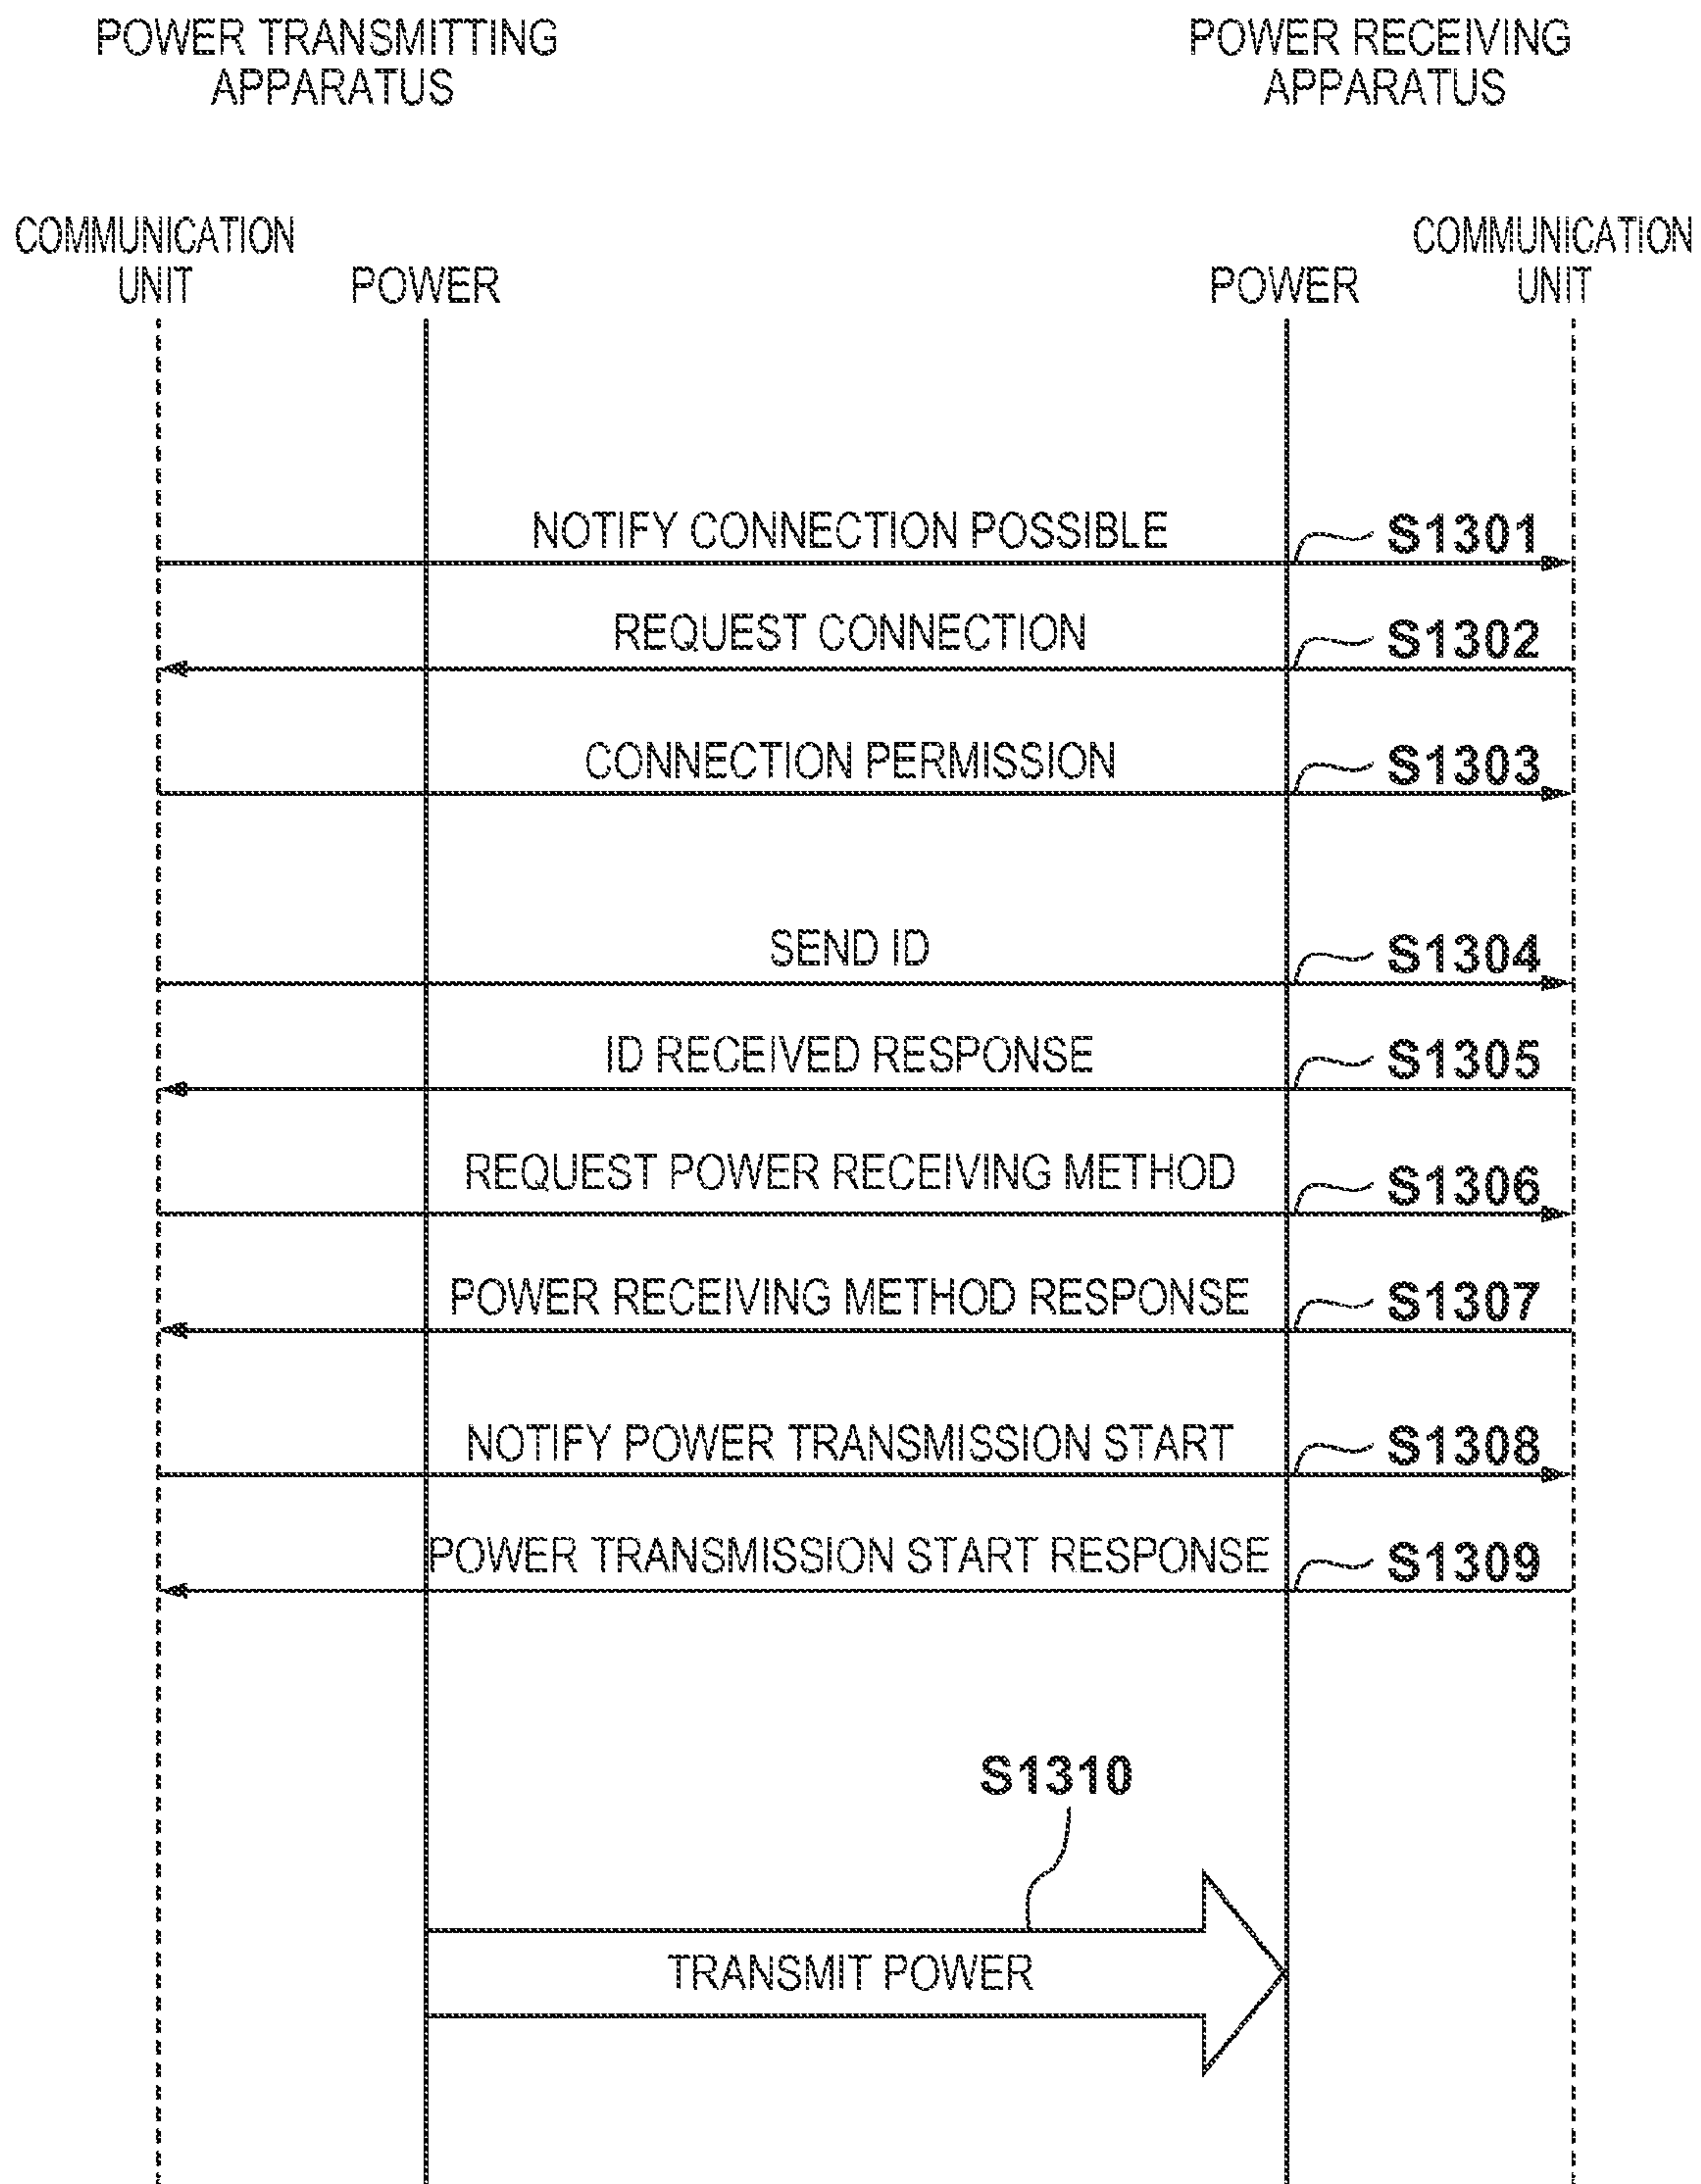 POWER TRANSMITTING
APPARATUS
POWER RECEIVING
APPARATUS
COMMUNICATION
UNIT
POWER
POWER
COMMUNICATION
UNIT
NOTIFY CONNECTION POSSIBLE
S1301
REQUEST CONNECTION
S1302
CONNECTION PERMISSION
S1303
SEND ID
S1304
ID RECEIVED RESPONSE
S1305
REQUEST POWER RECEIVING METHOD
S1306
POWER RECEIVING METHOD RESPONSE
S1307
NOTIFY POWER TRANSMISSION START
S1308
POWER TRANSMISSION START RESPONSE
S1309
S1310
TRANSMIT POWER